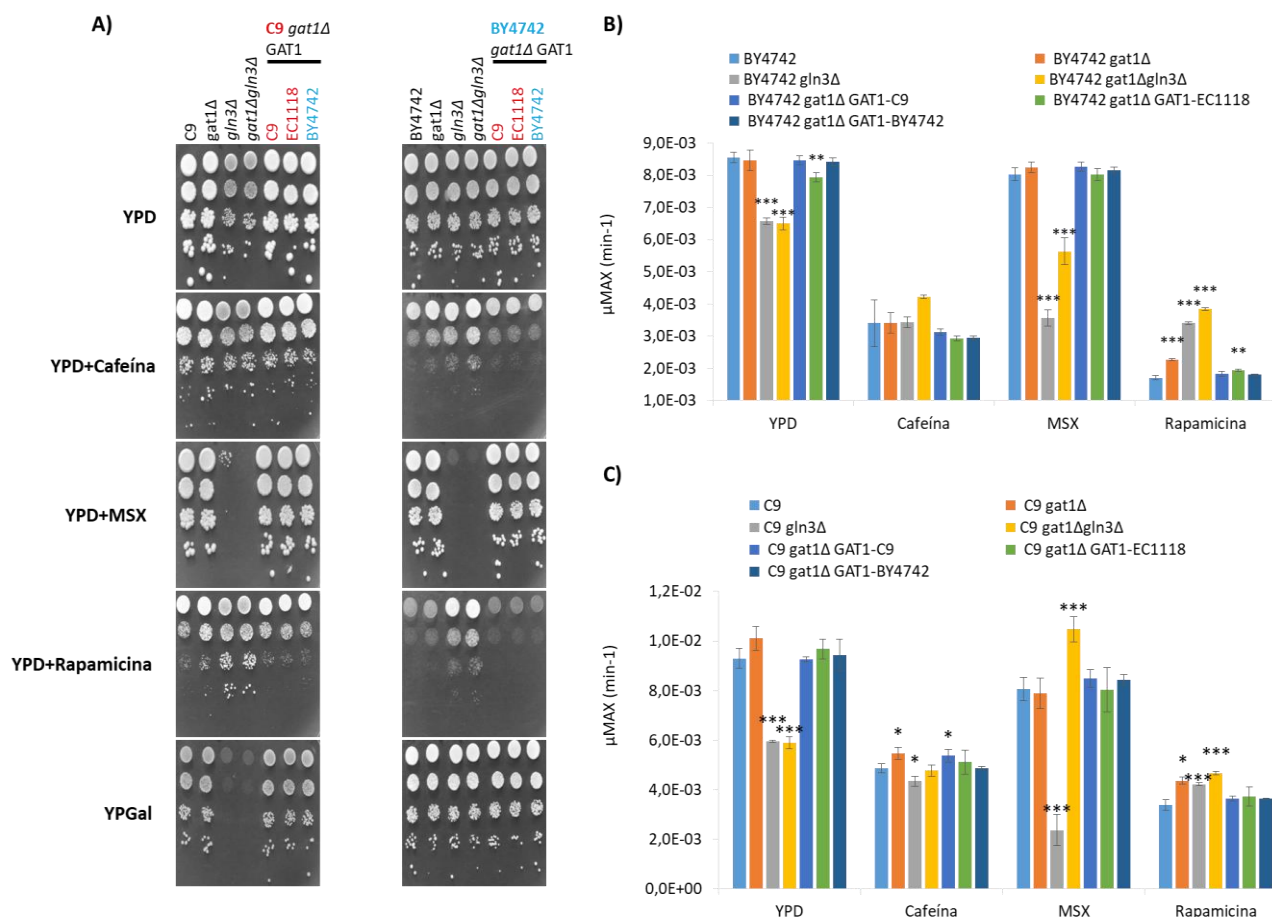 A)
C9 gat1Δ
GAT1
C9
gat1Δ
gln3Δ
gat1Δgln3Δ
C9
EC1118
BY4742
BY4742
gat1Δ GAT1
BY4742
gat1Δ
gln3Δ
gat1Δgln3Δ
C9
EC1118
BY4742
YPD
YPD+Cafeína
YPD+MSX
YPD+Rapamicina
YPGal
B)
BY4742
BY4742 gat1Δ
BY4742 gln3Δ
BY4742 gat1Δgln3Δ
BY4742 gat1Δ GAT1-C9
BY4742 gat1Δ GAT1-EC1118
BY4742 gat1Δ GAT1-BY4742
µMAX (min-1)
9,0E-03
8,0E-03
7,0E-03
6,0E-03
5,0E-03
4,0E-03
3,0E-03
2,0E-03
1,0E-03
*** *** **
*** ***
*** *** *** **
YPD Cafeína MSX Rapamicina
C)
C9
C9 gat1Δ
C9 gln3Δ
C9 gat1Δgln3Δ
C9 gat1Δ GAT1-C9
C9 gat1Δ GAT1-EC1118
C9 gat1Δ GAT1-BY4742
µMAX (min-1)
1,2E-02
1,0E-02
8,0E-03
6,0E-03
4,0E-03
2,0E-03
0,0E+00
*** ***
* * *
*** ***
* *** ***
YPD Cafeína MSX Rapamicina